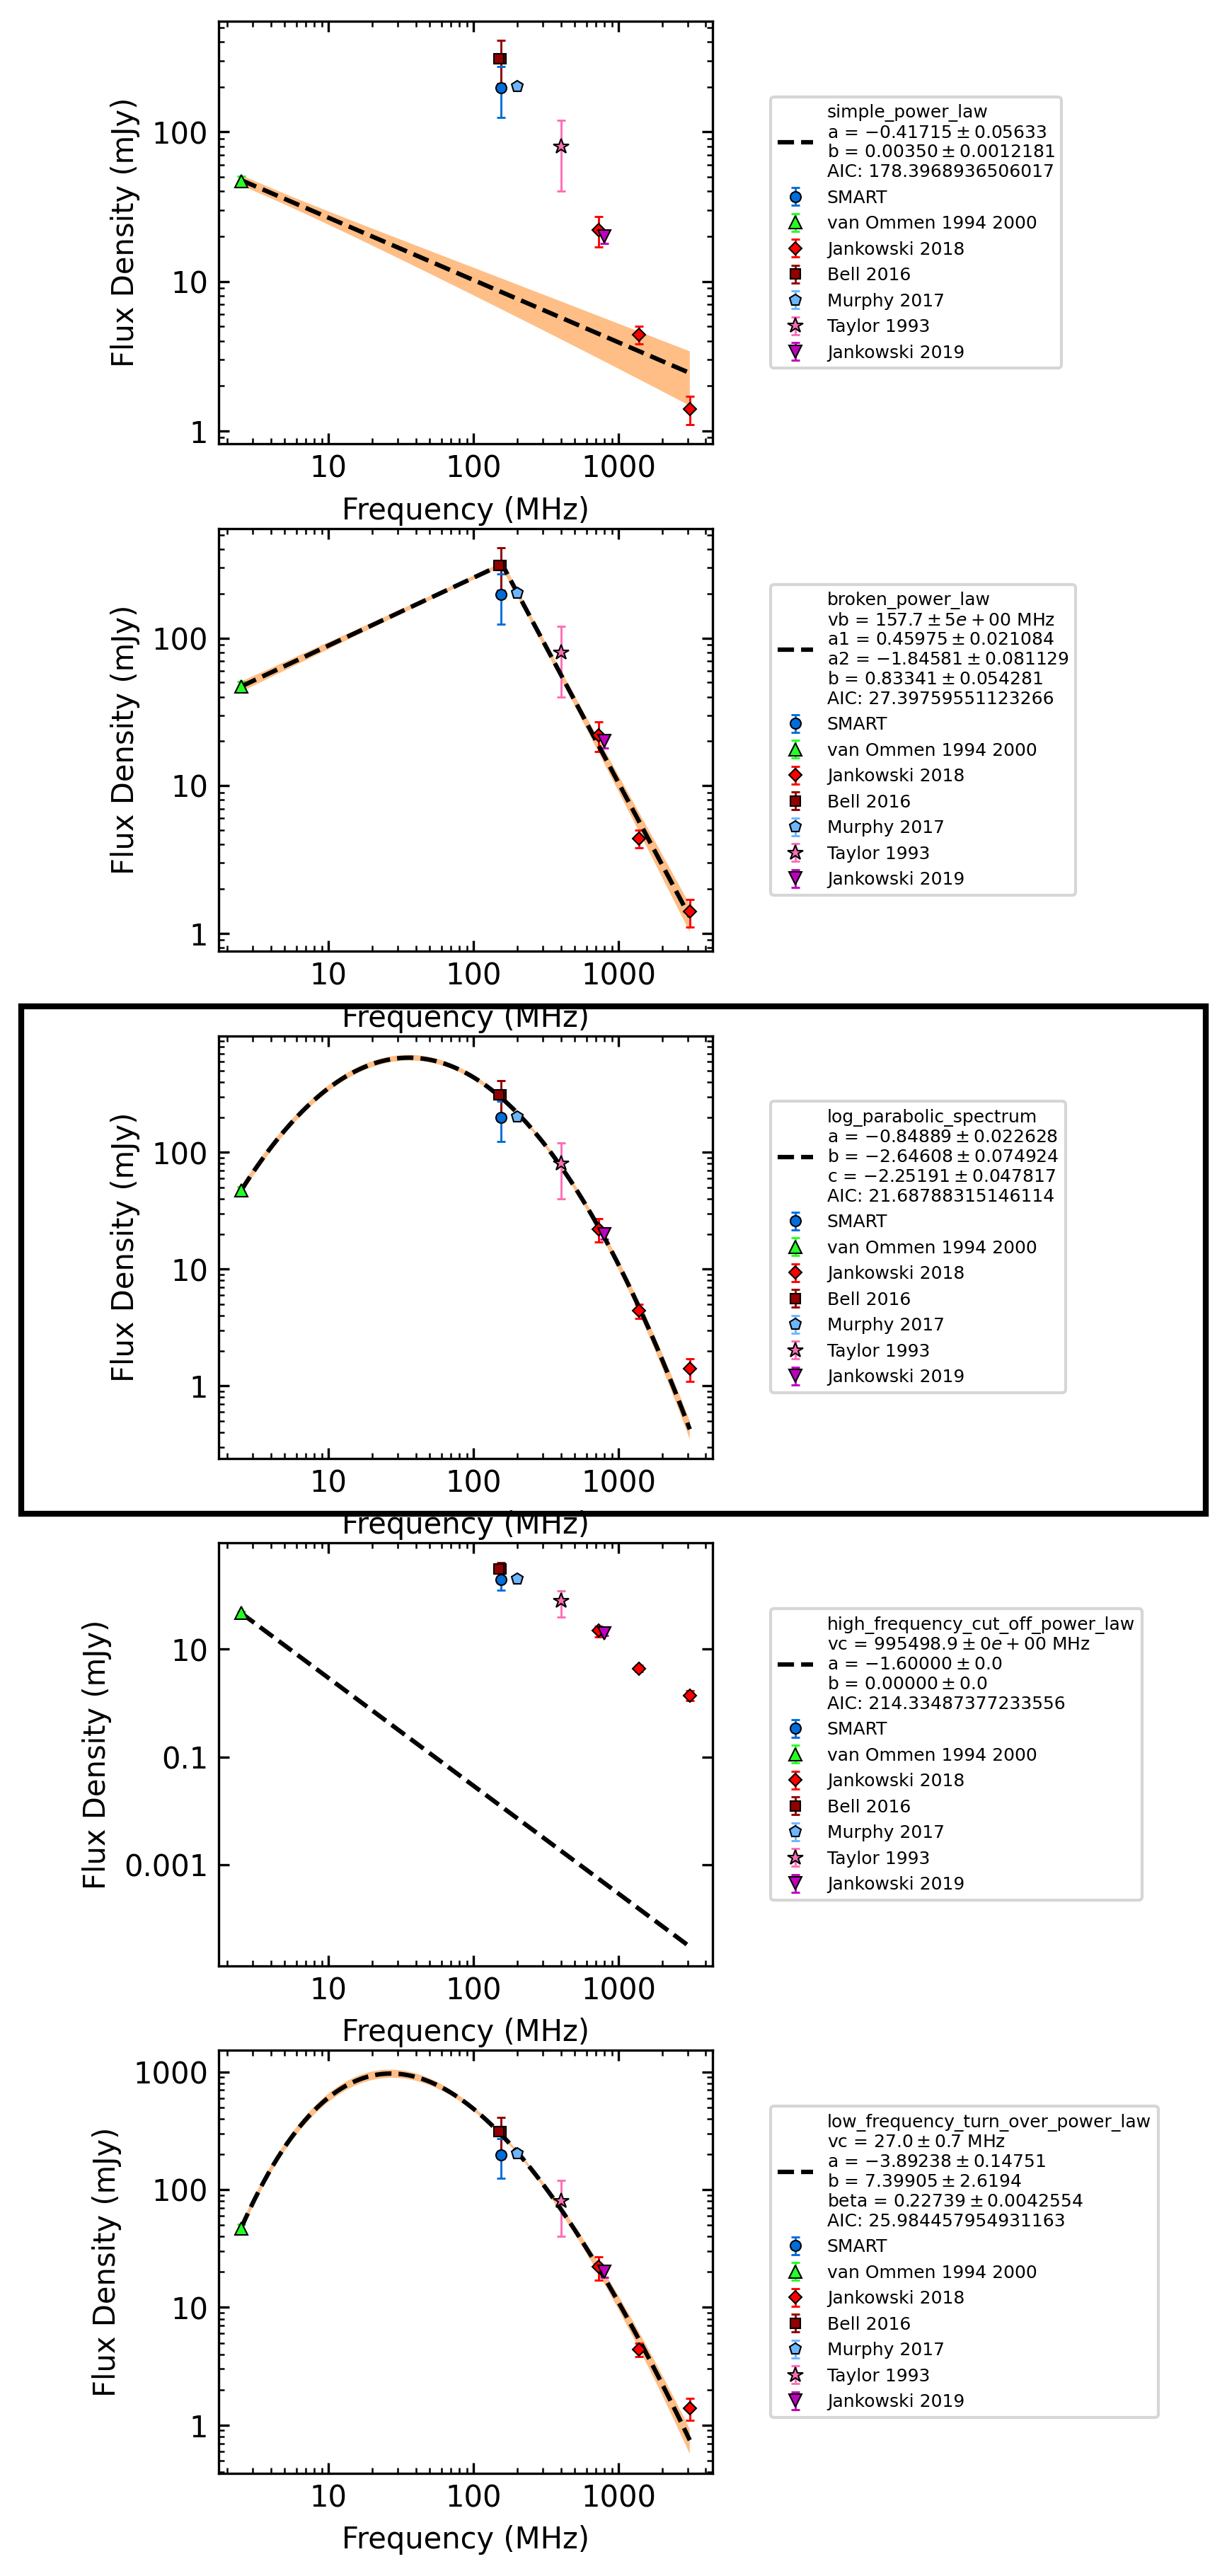 100
10
1
10
100
1000
Flux Density (mJy)
Frequency (MHz)
simple_power_law
a = −0.41715 ± 0.05633
b = 0.00350 ± 0.0012181
AIC: 178.3968936506017
SMART
van Ommen 1994 2000
Jankowski 2018
Bell 2016
Murphy 2017
Taylor 1993
Jankowski 2019
100
10
1
10
100
1000
Flux Density (mJy)
Frequency (MHz)
broken_power_law
vb = 157.7 ± 5e + 00 MHz
a1 = 0.45975 ± 0.021084
a2 = −1.84581 ± 0.081129
b = 0.83341 ± 0.054281
AIC: 27.39759551123266
SMART
van Ommen 1994 2000
Jankowski 2018
Bell 2016
Murphy 2017
Taylor 1993
Jankowski 2019
100
10
1
10
100
1000
Flux Density (mJy)
Frequency (MHz)
log_parabolic_spectrum
a = −0.84889 ± 0.022628
b = −2.64608 ± 0.074924
c = −2.25191 ± 0.047817
AIC: 21.68788315146114
SMART
van Ommen 1994 2000
Jankowski 2018
Bell 2016
Murphy 2017
Taylor 1993
Jankowski 2019
10
0.1
0.001
10
100
1000
Flux Density (mJy)
Frequency (MHz)
high_frequency_cut_off_power_law
vc = 995498.9 ± 0e + 00 MHz
a = −1.60000 ± 0.0
b = 0.00000 ± 0.0
AIC: 214.33487377233556
SMART
van Ommen 1994 2000
Jankowski 2018
Bell 2016
Murphy 2017
Taylor 1993
Jankowski 2019
1000
100
10
1
10
100
1000
Flux Density (mJy)
Frequency (MHz)
low_frequency_turn_over_power_law
vc = 27.0 ± 0.7 MHz
a = −3.89238 ± 0.14751
b = 7.39905 ± 2.6194
beta = 0.22739 ± 0.0042554
AIC: 25.984457954931163
SMART
van Ommen 1994 2000
Jankowski 2018
Bell 2016
Murphy 2017
Taylor 1993
Jankowski 2019